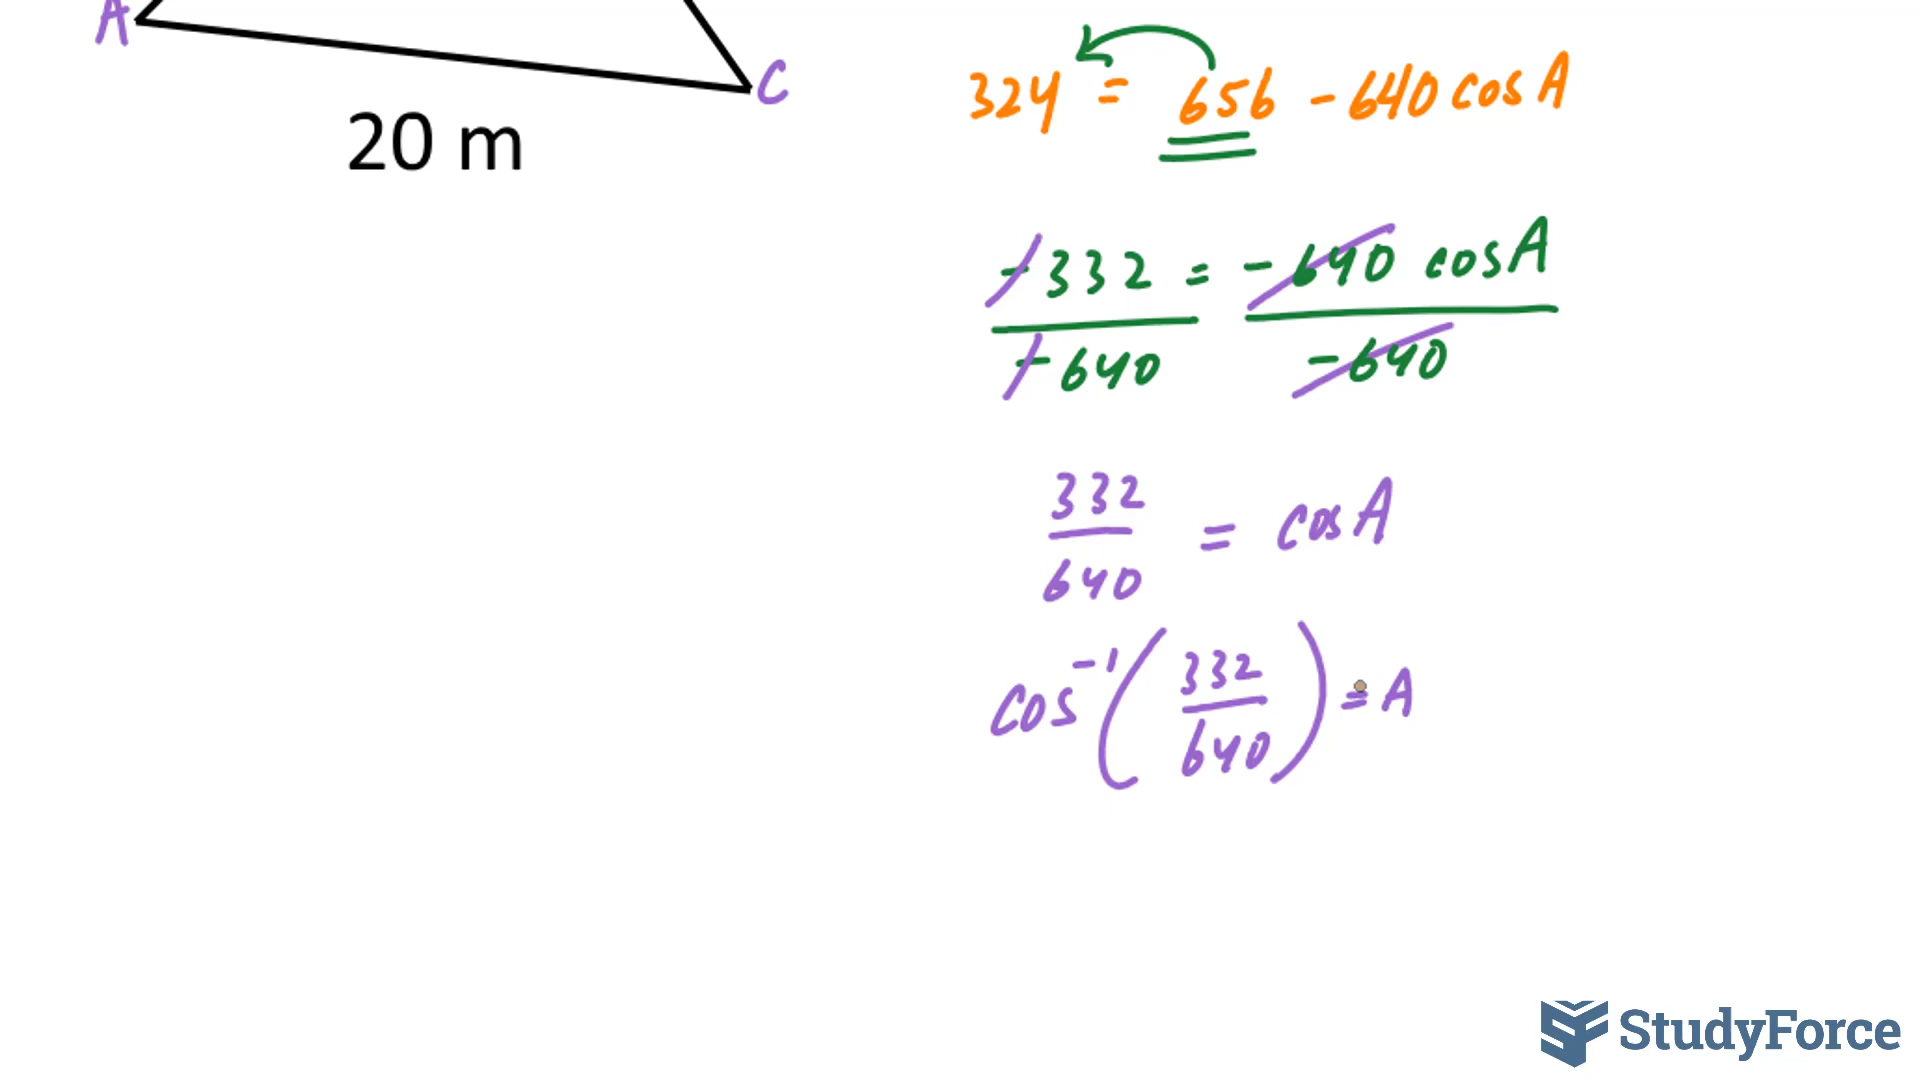 A
C
20 m
324 = 656 - 640 cos A
-332 = -640 cos A
-640 -640
332
640
= cos A
cos⁻¹ ( 332 / 640 ) = A
StudyForce